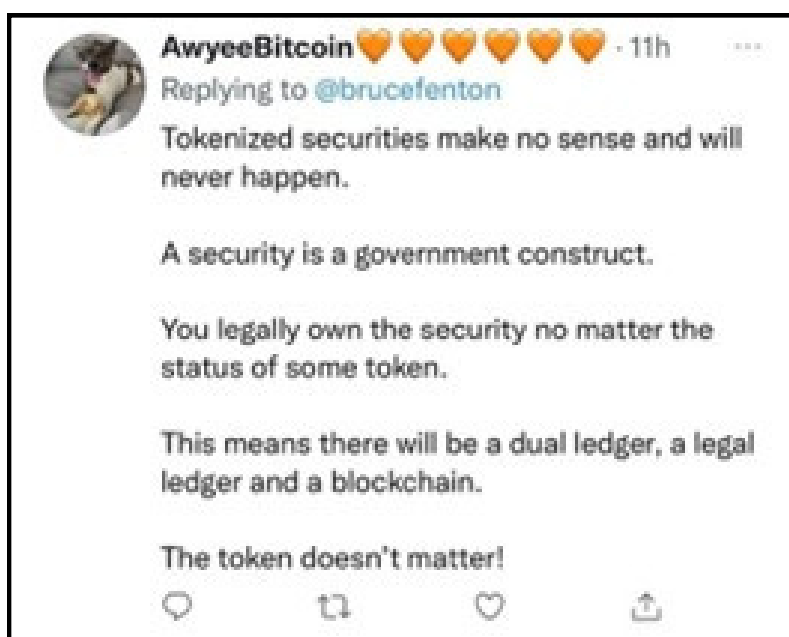 AwyeeBitcoin🧡🧡🧡🧡🧡🧡 · 11h
Replying to @brucefenton
Tokenized securities make no sense and will
never happen.
A security is a government construct.
You legally own the security no matter the
status of some token.
This means there will be a dual ledger, a legal
ledger and a blockchain.
The token doesn't matter!